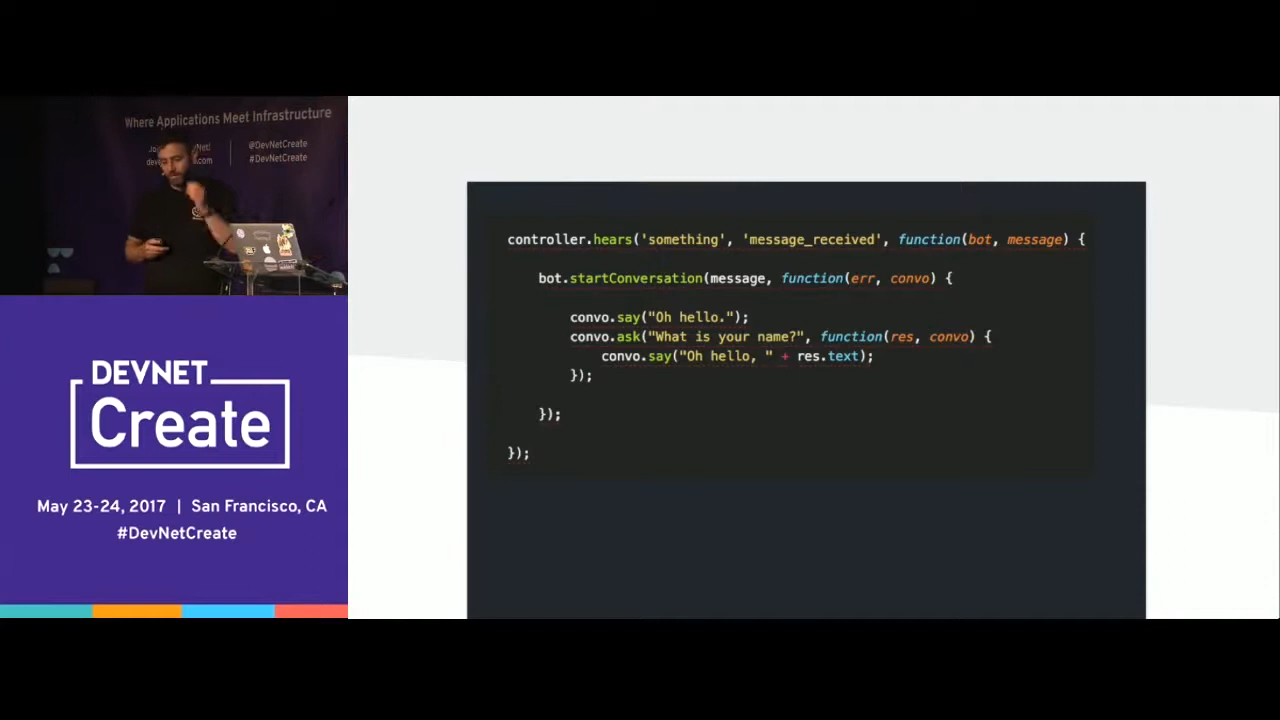 Where Applications Meet Infrastructure
@DevNetCreate
#DevNetCreate
DEVNET
Create
May 23-24, 2017 | San Francisco, CA
#DevNetCreate
controller.hears('something', 'message_received', function(bot, message) {
bot.startConversation(message, function(err, convo) {
convo.say("Oh hello.");
convo.ask("What is your name?", function(res, convo) {
convo.say("Oh hello, " + res.text);
});
});
});